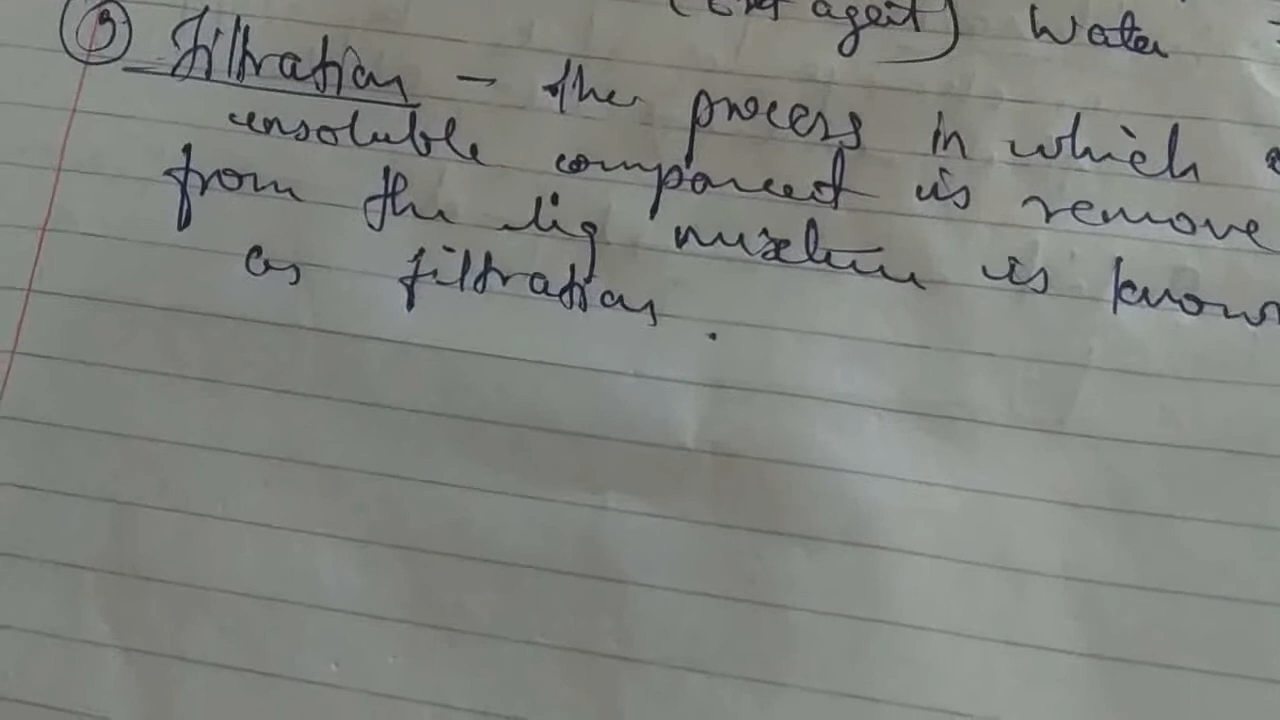 agent) Water
③ Filtration - the process in which
insoluble component is remove
from the liq mixture is known
as filtration.